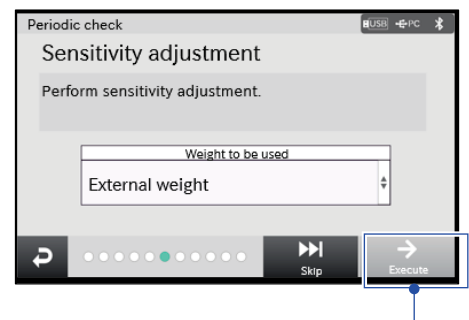 Periodic check
USB PC
Sensitivity adjustment
Perform sensitivity adjustment.
Weight to be used
External weight
Skip
Execute